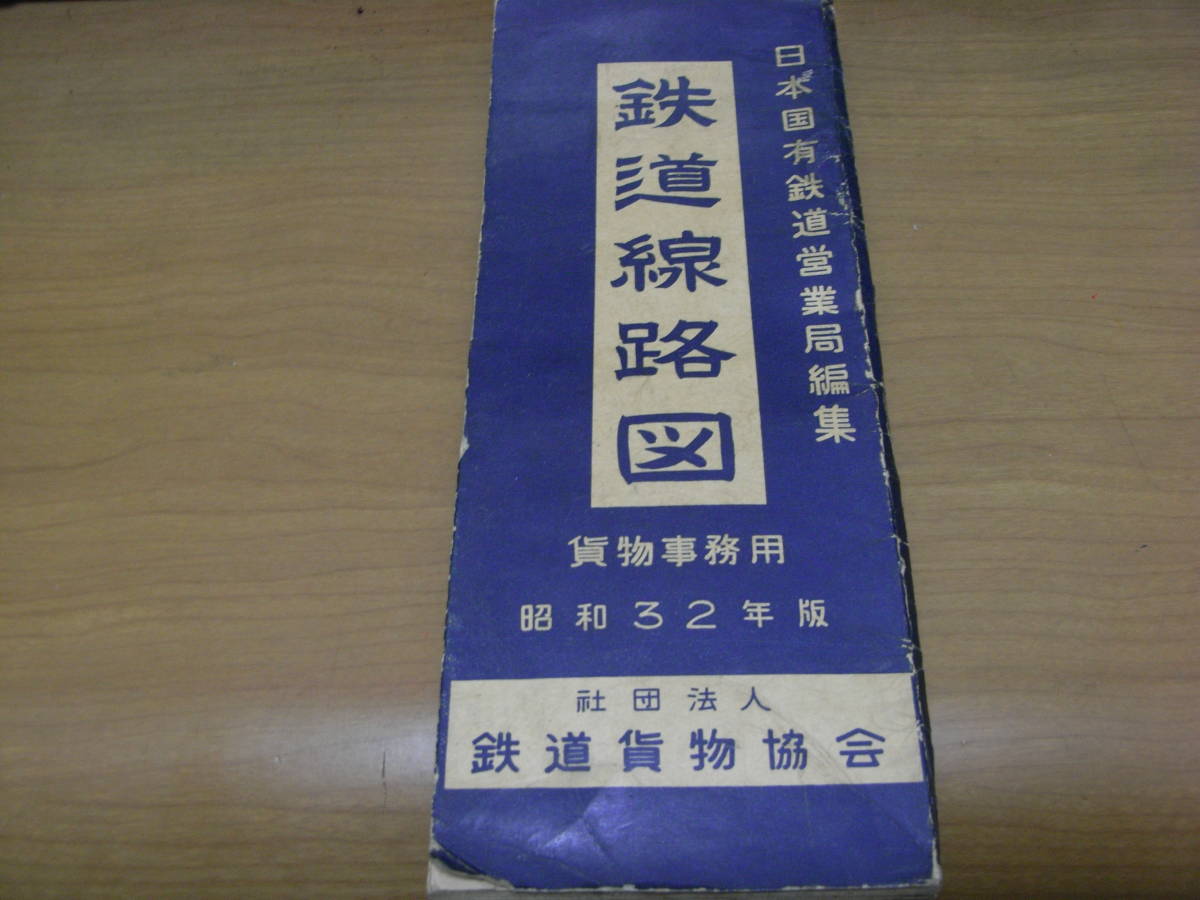 日本国有鉄道営業局編集
鉄道線路図
貨物事務用
昭和32年版
社団法人
鉄道貨物協会